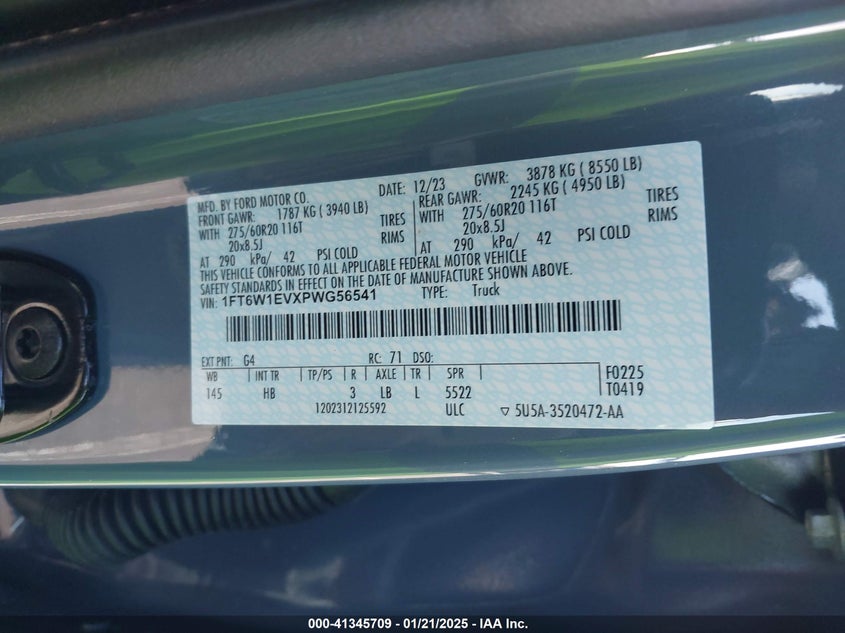 MFD. BY FORD MOTOR CO. DATE: 12/23 GVWR: 3878 KG ( 8550 LB)
FRONT GAWR: 1787 KG ( 3940 LB) REAR GAWR: 2245 KG ( 4950 LB)
WITH 275/60R20 116T TIRES WITH 275/60R20 116T TIRES
20x8.5J RIMS 20x8.5J RIMS
AT 290 kPa/ 42 PSI COLD AT 290 kPa/ 42 PSI COLD
THIS VEHICLE CONFORMS TO ALL APPLICABLE FEDERAL MOTOR VEHICLE
SAFETY STANDARDS IN EFFECT ON THE DATE OF MANUFACTURE SHOWN ABOVE.
VIN: 1FT6W1EVXPWG56541 TYPE: Truck
EXT PNT: G4 RC: 71 DSO:
WB INT TR TP/PS R AXLE TR SPR F0225
145 HB 3 LB L 5522 T0419
1202312125592 ULC ▽ 5U5A-3520472-AA
000-41345709 - 01/21/2025 - IAA Inc.